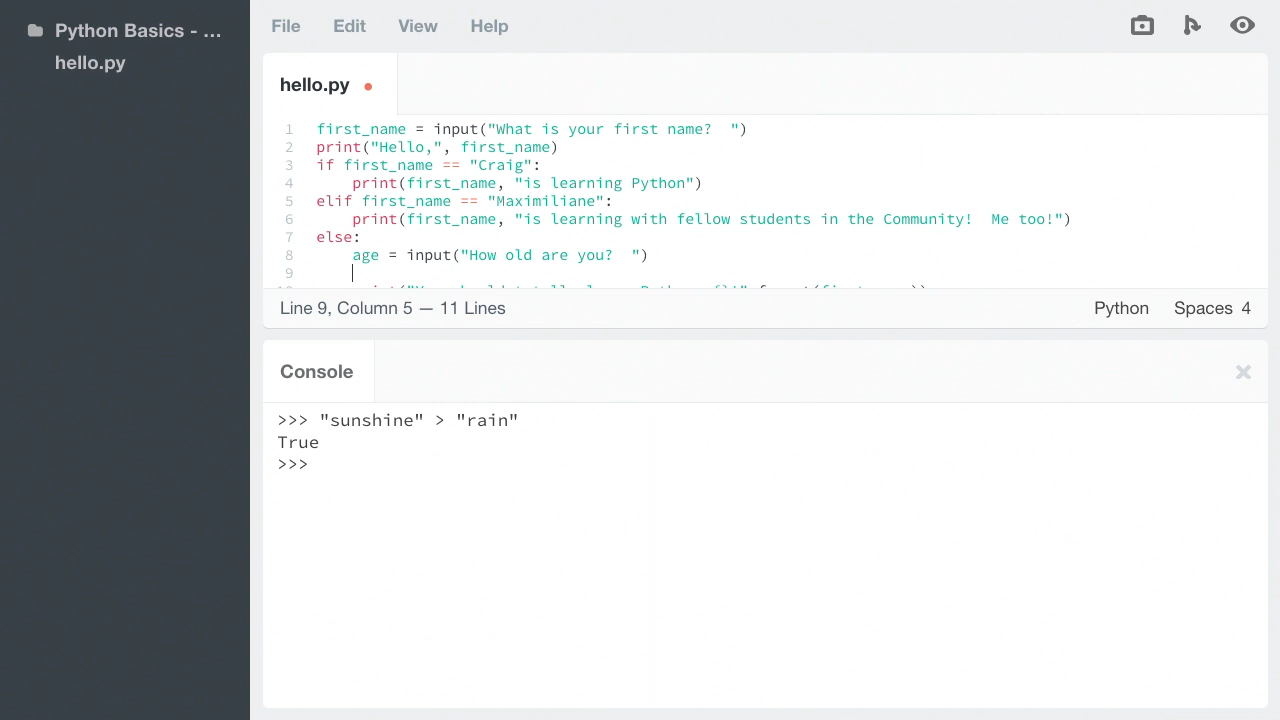 Python Basics - ...
hello.py
File Edit View Help
hello.py
1 first_name = input("What is your first name?  ")
2 print("Hello,", first_name)
3 if first_name == "Craig":
4     print(first_name, "is learning Python")
5 elif first_name == "Maximiliane":
6     print(first_name, "is learning with fellow students in the Community!  Me too!")
7 else:
8     age = input("How old are you?  ")
9
Line 9, Column 5 — 11 Lines Python Spaces 4
Console
>>> "sunshine" > "rain"
True
>>>